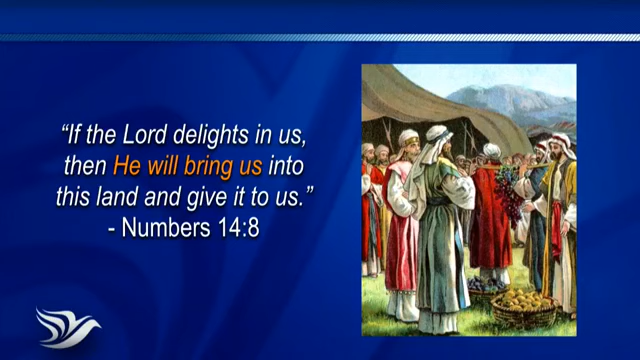 “If the Lord delights in us,
then He will bring us into
this land and give it to us.”
- Numbers 14:8